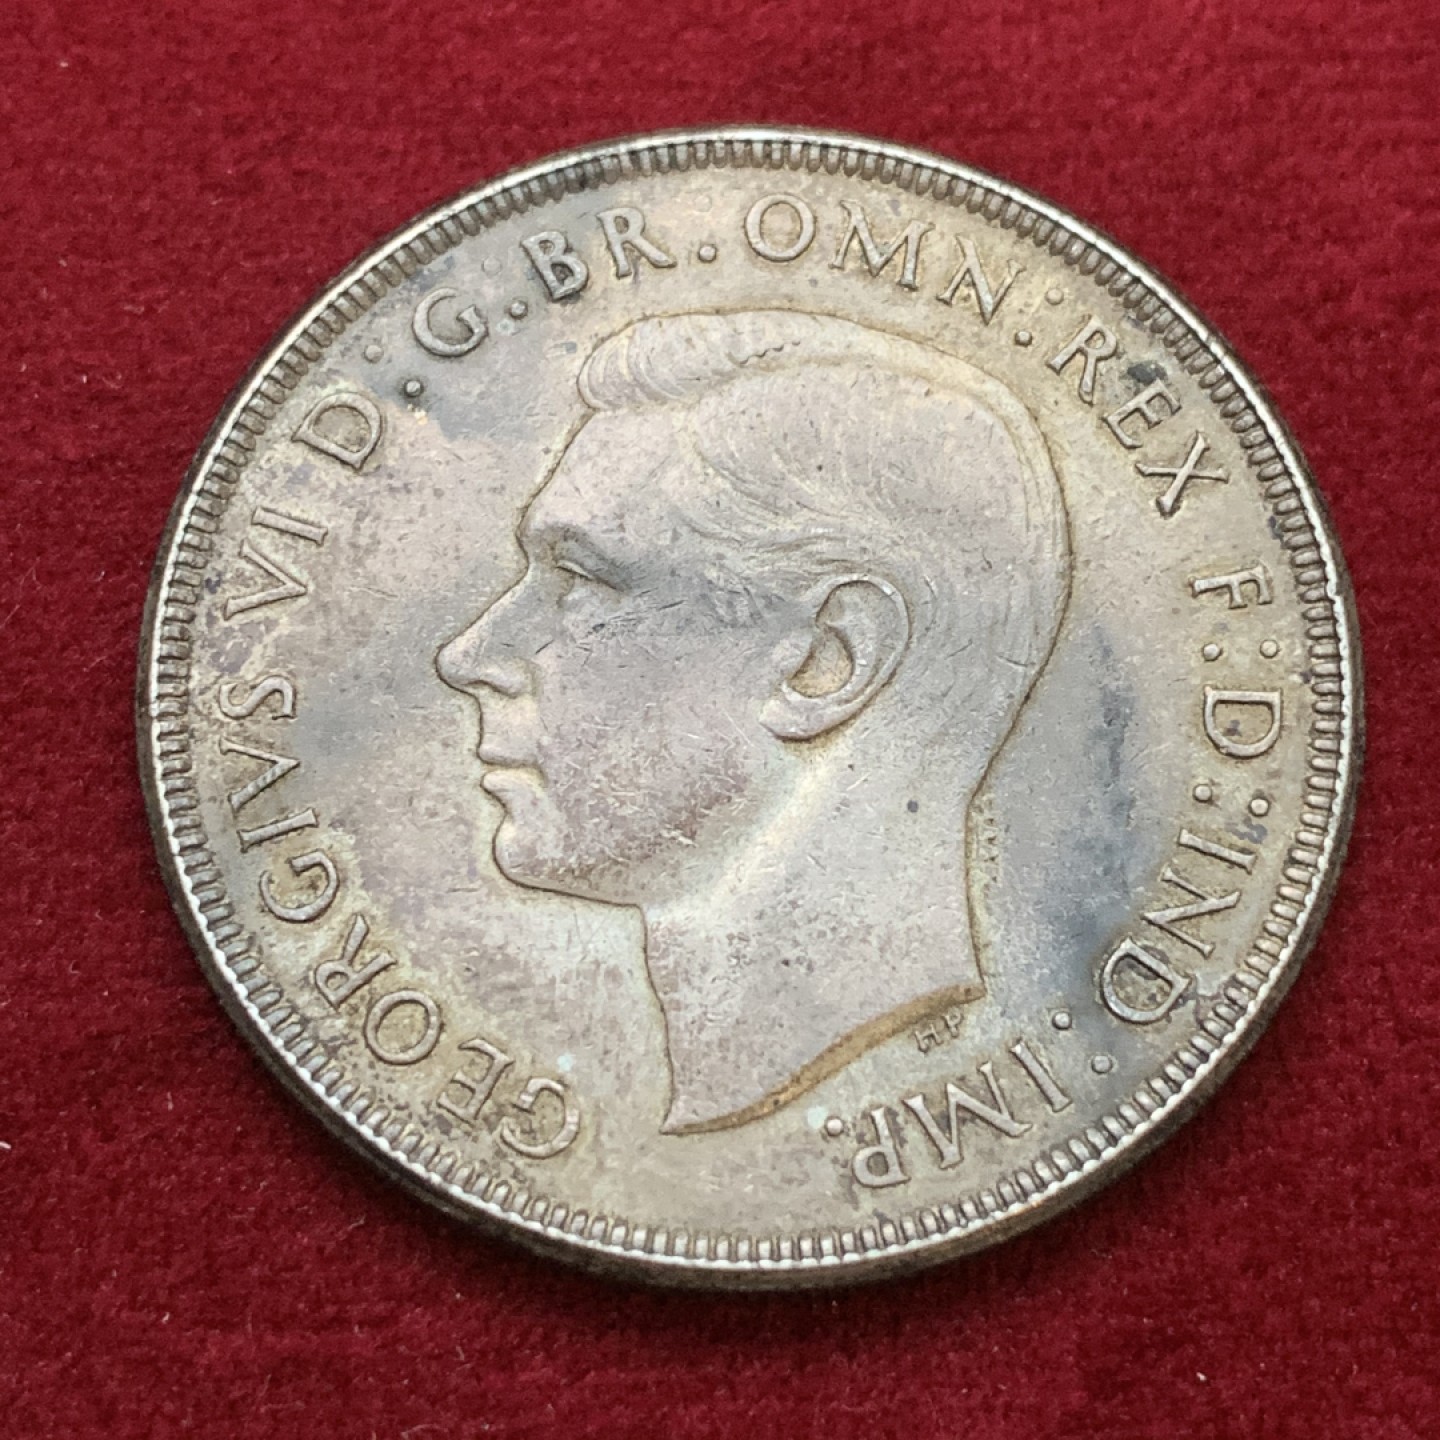 GEORGIVS VI D : G : BR . OMN : REX F : D : IND : IMP.
HP